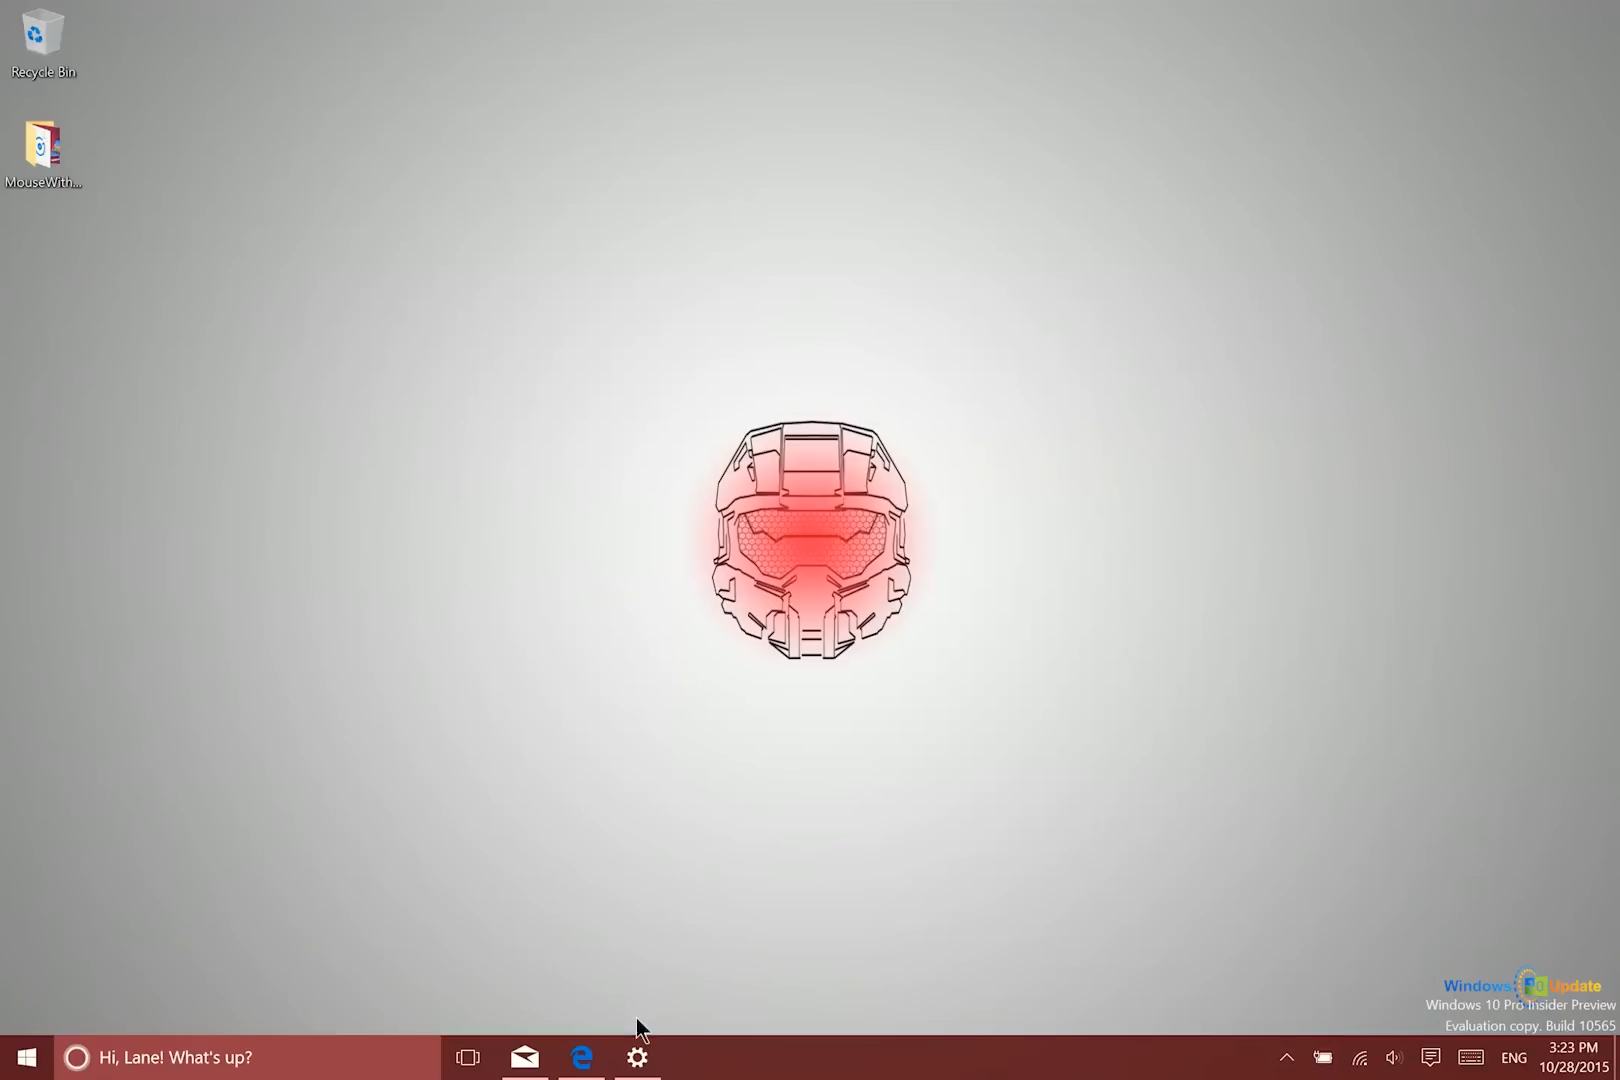 Recycle Bin
MouseWith...
Windows 10 Update
Windows 10 Pro Insider Preview
Evaluation copy. Build 10565
Hi, Lane! What's up?
ENG
3:23 PM
10/28/2015